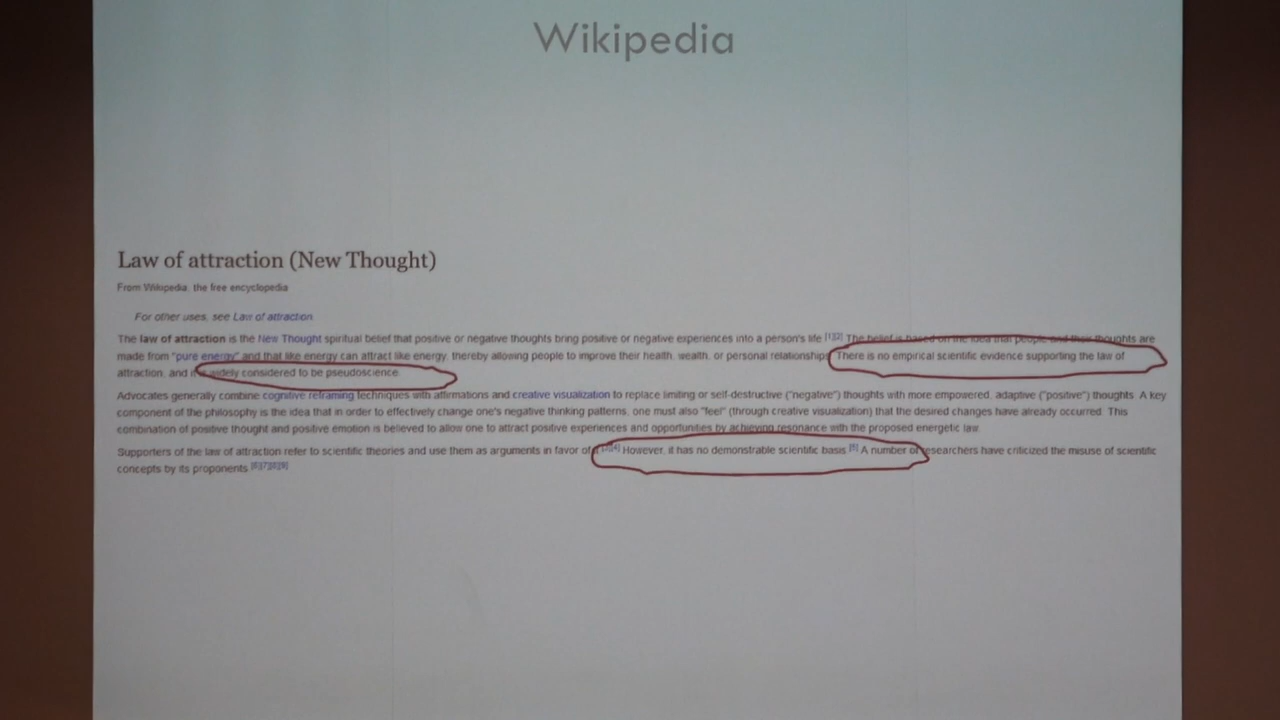 Wikipedia
Law of attraction (New Thought)
From Wikipedia, the free encyclopedia
For other uses, see Law of attraction
The law of attraction is the New Thought spiritual belief that positive or negative thoughts bring positive or negative experiences into a person's life.[1][2] The belief is based on the idea that people and their thoughts are
made from "pure energy" and that like energy can attract like energy, thereby allowing people to improve their health, wealth, or personal relationships. There is no empirical scientific evidence supporting the law of
attraction, and it is widely considered to be pseudoscience.
Advocates generally combine cognitive reframing techniques with affirmations and creative visualization to replace limiting or self-destructive ("negative") thoughts with more empowered, adaptive ("positive") thoughts. A key
component of the philosophy is the idea that in order to effectively change one's negative thinking patterns, one must also "feel" (through creative visualization) that the desired changes have already occurred. This
combination of positive thought and positive emotion is believed to allow one to attract positive experiences and opportunities by achieving resonance with the proposed energetic law.
Supporters of the law of attraction refer to scientific theories and use them as arguments in favor of [4] However, it has no demonstrable scientific basis.[5] A number of researchers have criticized the misuse of scientific
concepts by its proponents.[6][7][8][9]